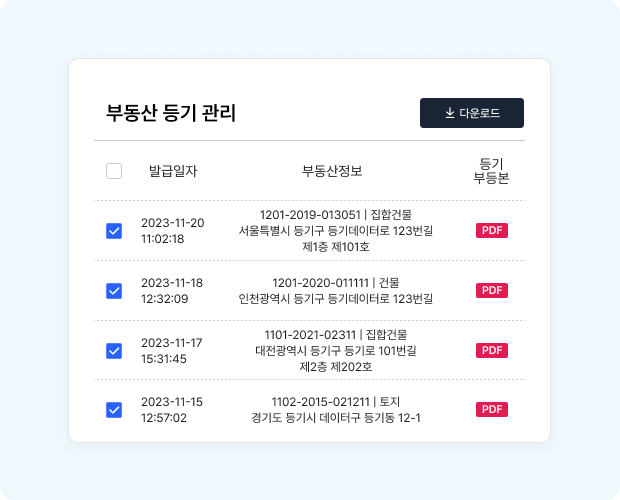 부동산 등기 관리
다운로드
발급일자
부동산정보
등기
부등본
2023-11-20
11:02:18
1201-2019-013051 | 집합건물
서울특별시 등기구 등기데이터로 123번길
제1층 제101호
PDF
2023-11-18
12:32:09
1201-2020-011111 | 건물
인천광역시 등기구 등기데이터로 123번길
PDF
2023-11-17
15:31:45
1101-2021-02311 | 집합건물
대전광역시 등기구 등기로 101번길
제2층 제202호
PDF
2023-11-15
12:57:02
1102-2015-021211 | 토지
경기도 등기시 데이터구 등기동 12-1
PDF